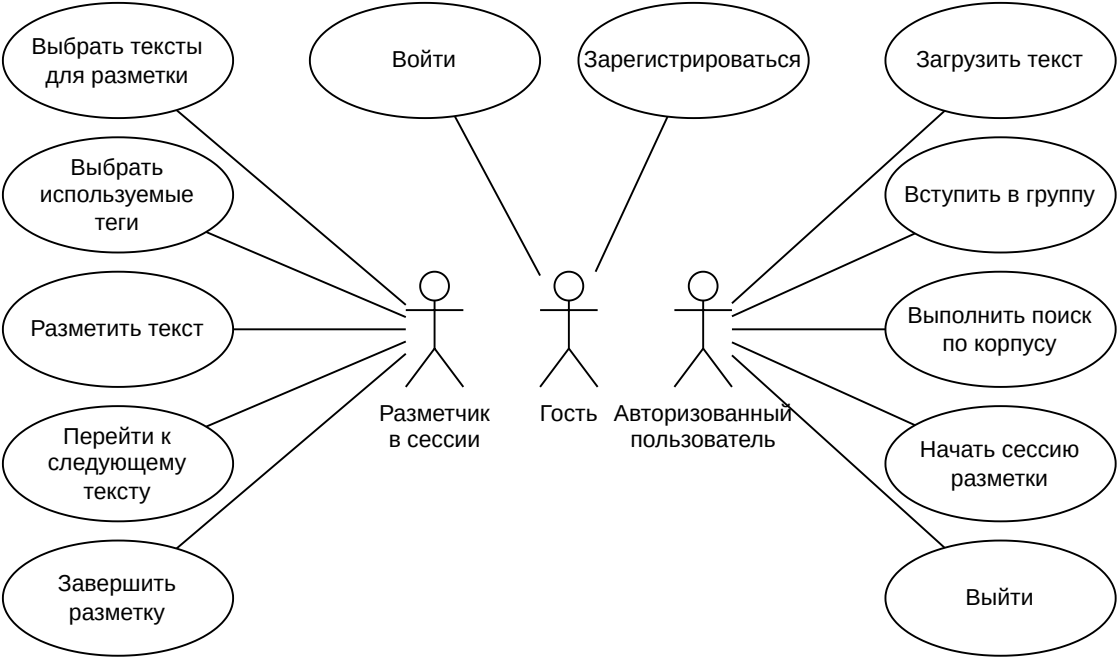 Выбрать тексты
для разметки
Войти
Зарегистрироваться
Загрузить текст
Выбрать
используемые
теги
Вступить в группу
Разметить текст
Выполнить поиск
по корпусу
Разметчик
в сессии
Гость
Авторизованный
пользователь
Перейти к
следующему
тексту
Начать сессию
разметки
Завершить
разметку
Выйти